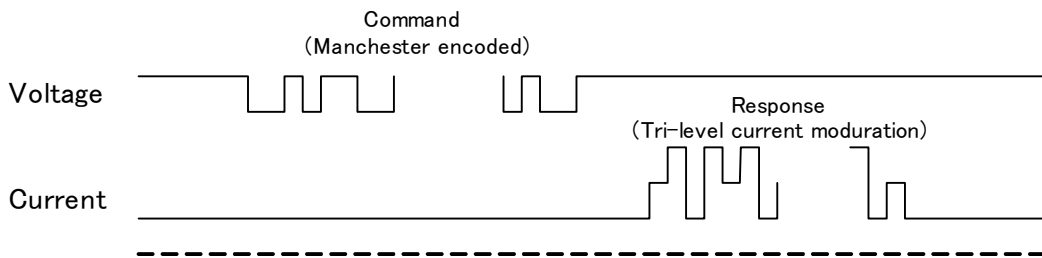 Command
(Manchester encoded)
Voltage
Response
(Tri-level current moduration)
Current